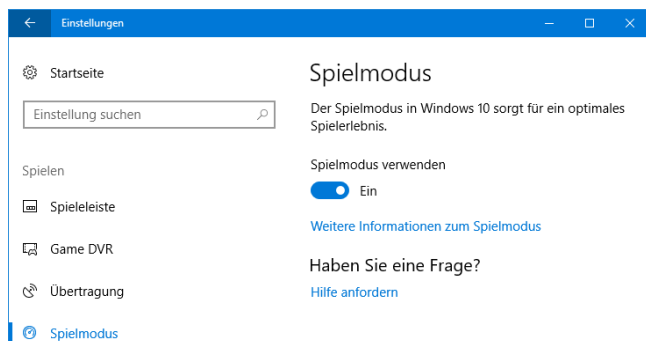 Einstellungen
Startseite
Einstellung suchen
Spielen
Spieleleiste
Game DVR
Übertragung
Spielmodus
Spielmodus
Der Spielmodus in Windows 10 sorgt für ein optimales
Spielerlebnis.
Spielmodus verwenden
Ein
Weitere Informationen zum Spielmodus
Haben Sie eine Frage?
Hilfe anfordern